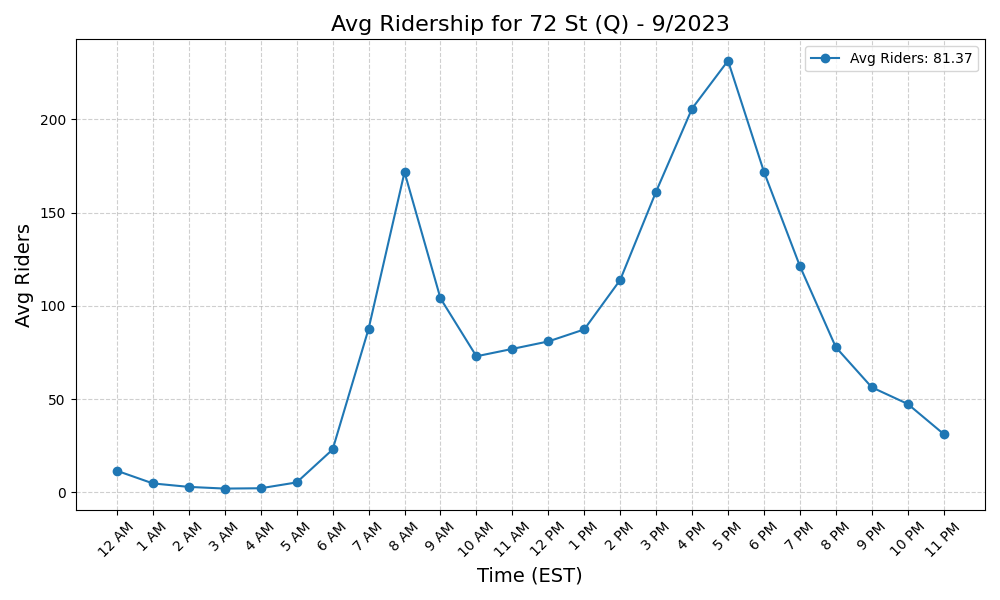 Avg Ridership for 72 St (Q) - 9/2023
Avg Riders: 81.37
Avg Riders
200
150
100
50
0
12 AM
1 AM
2 AM
3 AM
4 AM
5 AM
6 AM
7 AM
8 AM
9 AM
10 AM
11 AM
12 PM
1 PM
2 PM
3 PM
4 PM
5 PM
6 PM
7 PM
8 PM
9 PM
10 PM
11 PM
Time (EST)